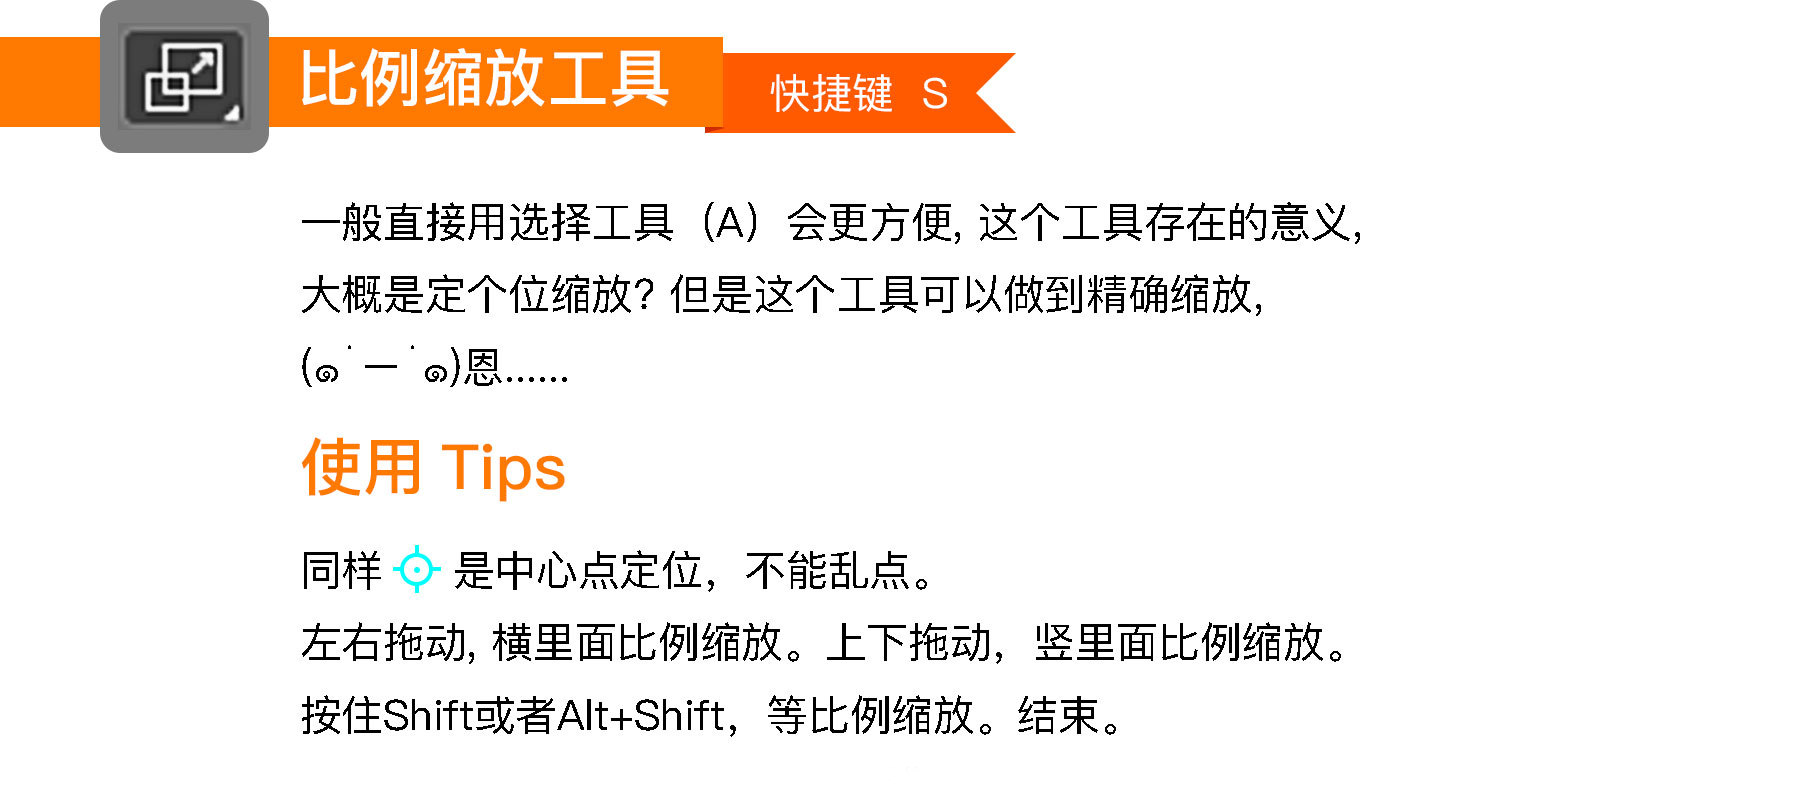 比例缩放工具
快捷键 S
一般直接用选择工具（A）会更方便, 这个工具存在的意义,
大概是定个位缩放? 但是这个工具可以做到精确缩放,
(๑˙一˙๑)恩......
使用 Tips
同样 是中心点定位，不能乱点。
左右拖动, 横里面比例缩放。上下拖动，竖里面比例缩放。
按住Shift或者Alt+Shift，等比例缩放。结束。